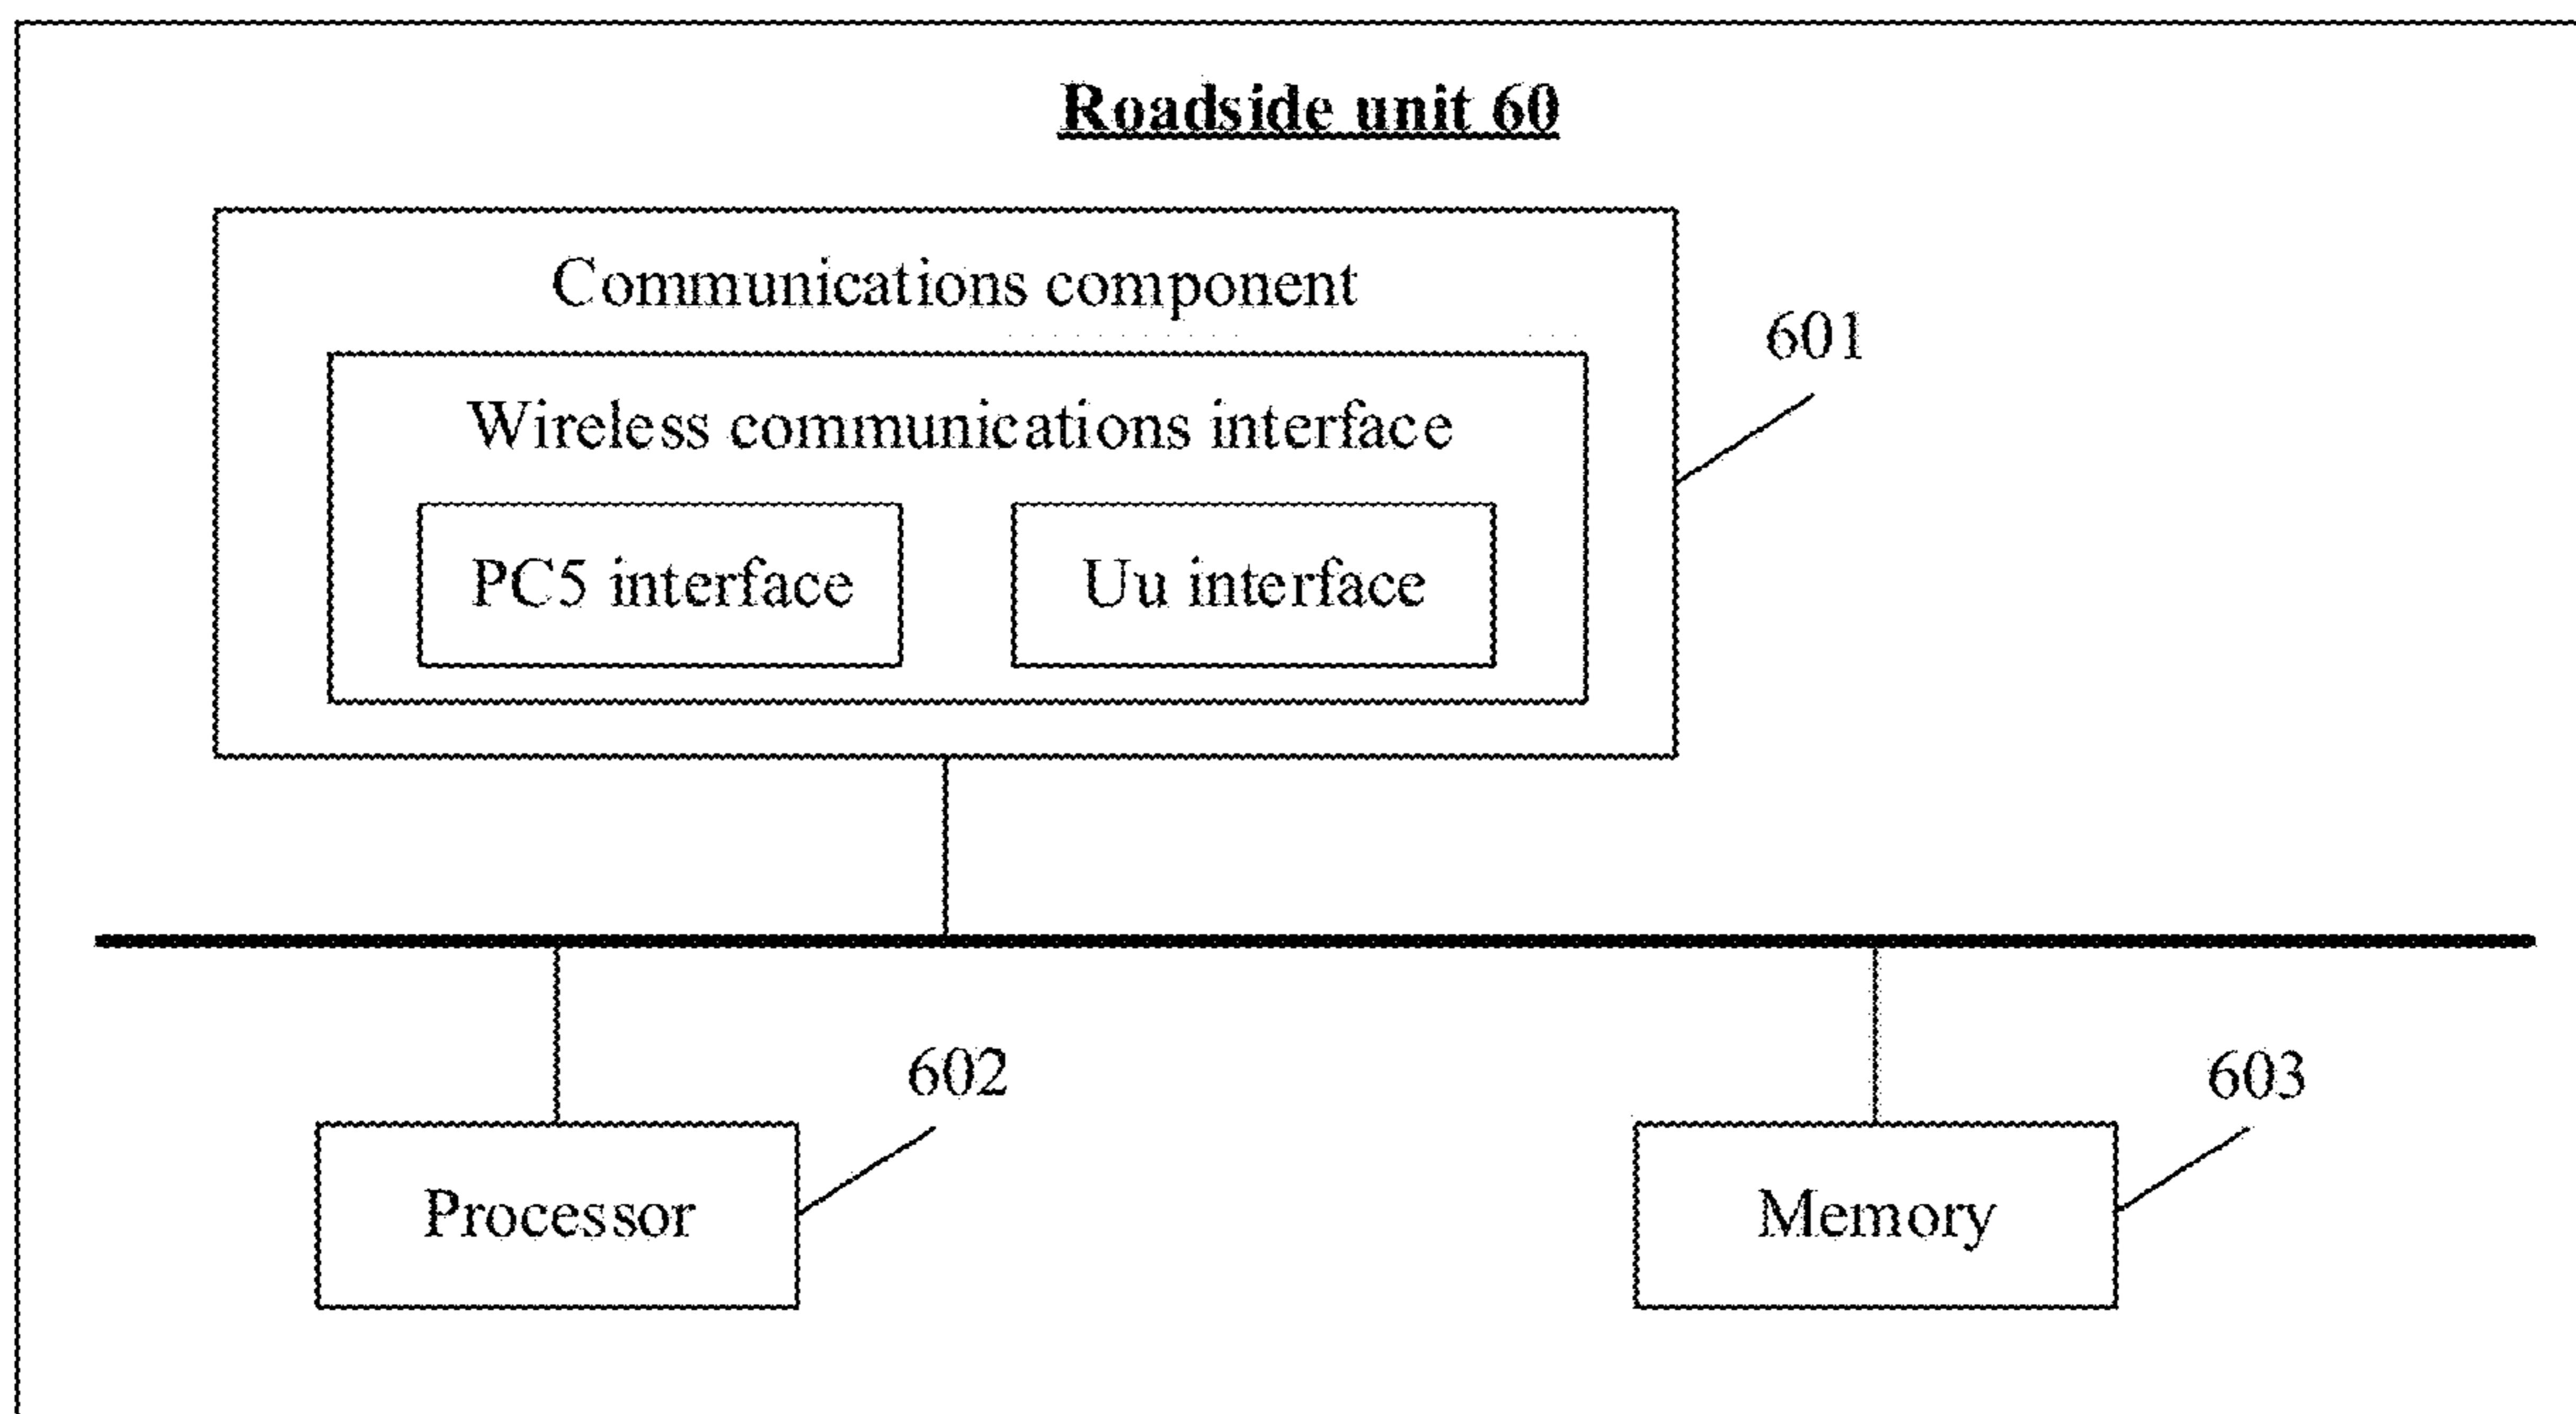 Roadside unit 60
Communications component
601
Wireless communications interface
PC5 interface
Uu interface
602
603
Processor
Memory